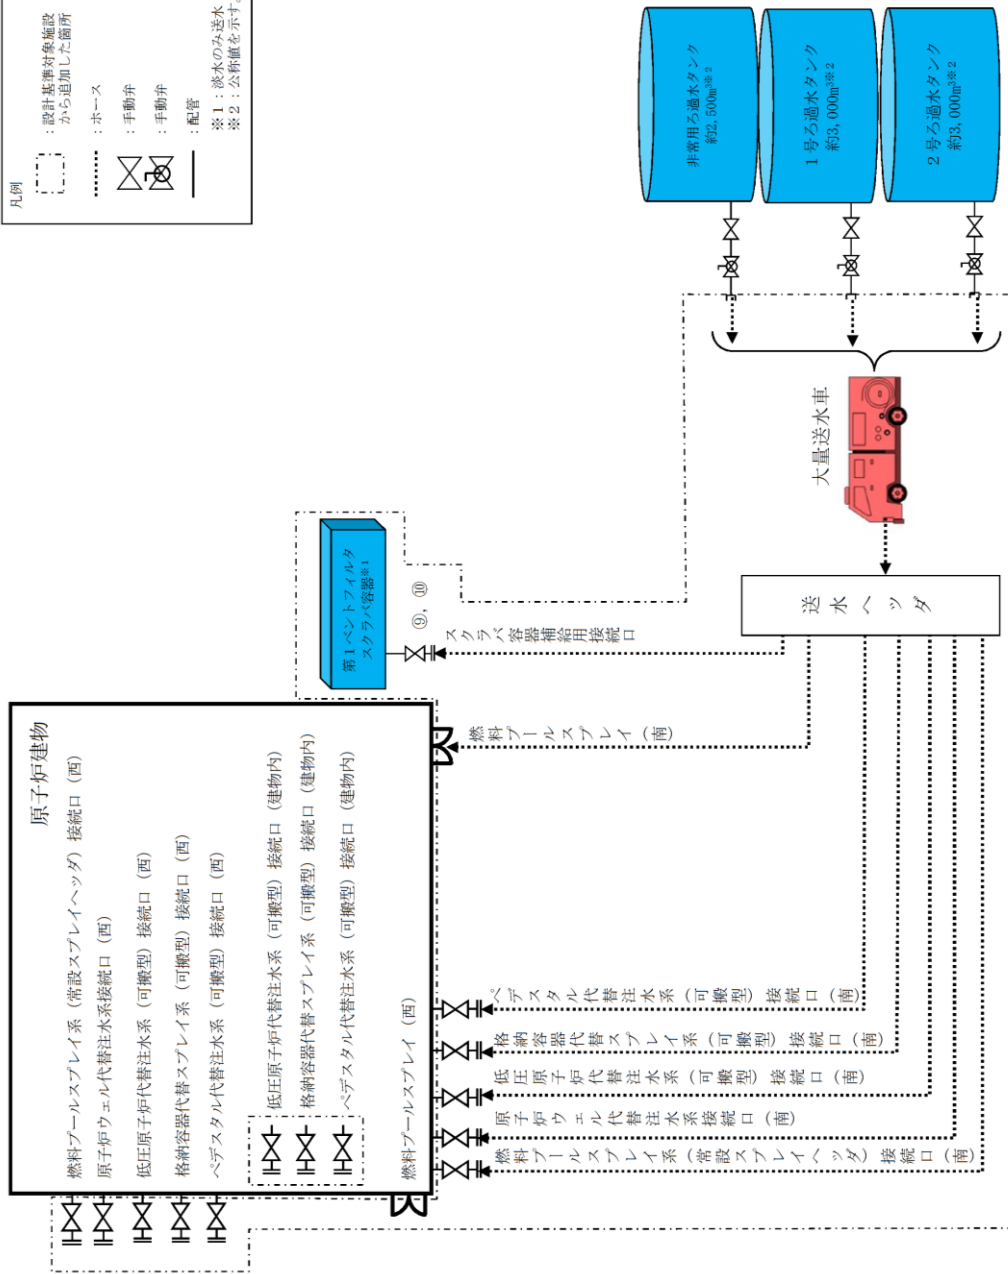 凡例
：設計基準対象施設
から追加した箇所
：ホース
：手動弁
：手動弁
：配管
※１：淡水のみ送水
※２：公称値を示す。
原子炉建物
燃料プールスプレイ系（常設スプレイヘッダ）接続口（西）
原子炉ウェル代替注水系接続口（西）
低圧原子炉代替注水系（可搬型）接続口（西）
格納容器代替スプレイ系（可搬型）接続口（西）
ペデスタル代替注水系（可搬型）接続口（西）
低圧原子炉代替注水系（可搬型）接続口（建物内）
格納容器代替スプレイ系（可搬型）接続口（建物内）
ペデスタル代替注水系（可搬型）接続口（建物内）
燃料プールスプレイ（西）
第１ベントフィルタ
スクラバ容器※1
⑨，⑩
スクラバ容器補給用接続口
燃料プールスプレイ（南）
ペデスタル代替注水系（可搬型）接続口（南）
格納容器代替スプレイ系（可搬型）接続口（南）
低圧原子炉代替注水系（可搬型）接続口（南）
原子炉ウェル代替注水系接続口（南）
燃料プールスプレイ系（常設スプレイヘッダ）接続口（南）
送水ヘッダ
大量送水車
非常用ろ過水タンク
約2,500m³※2
１号ろ過水タンク
約3,000m³※2
２号ろ過水タンク
約3,000m³※2